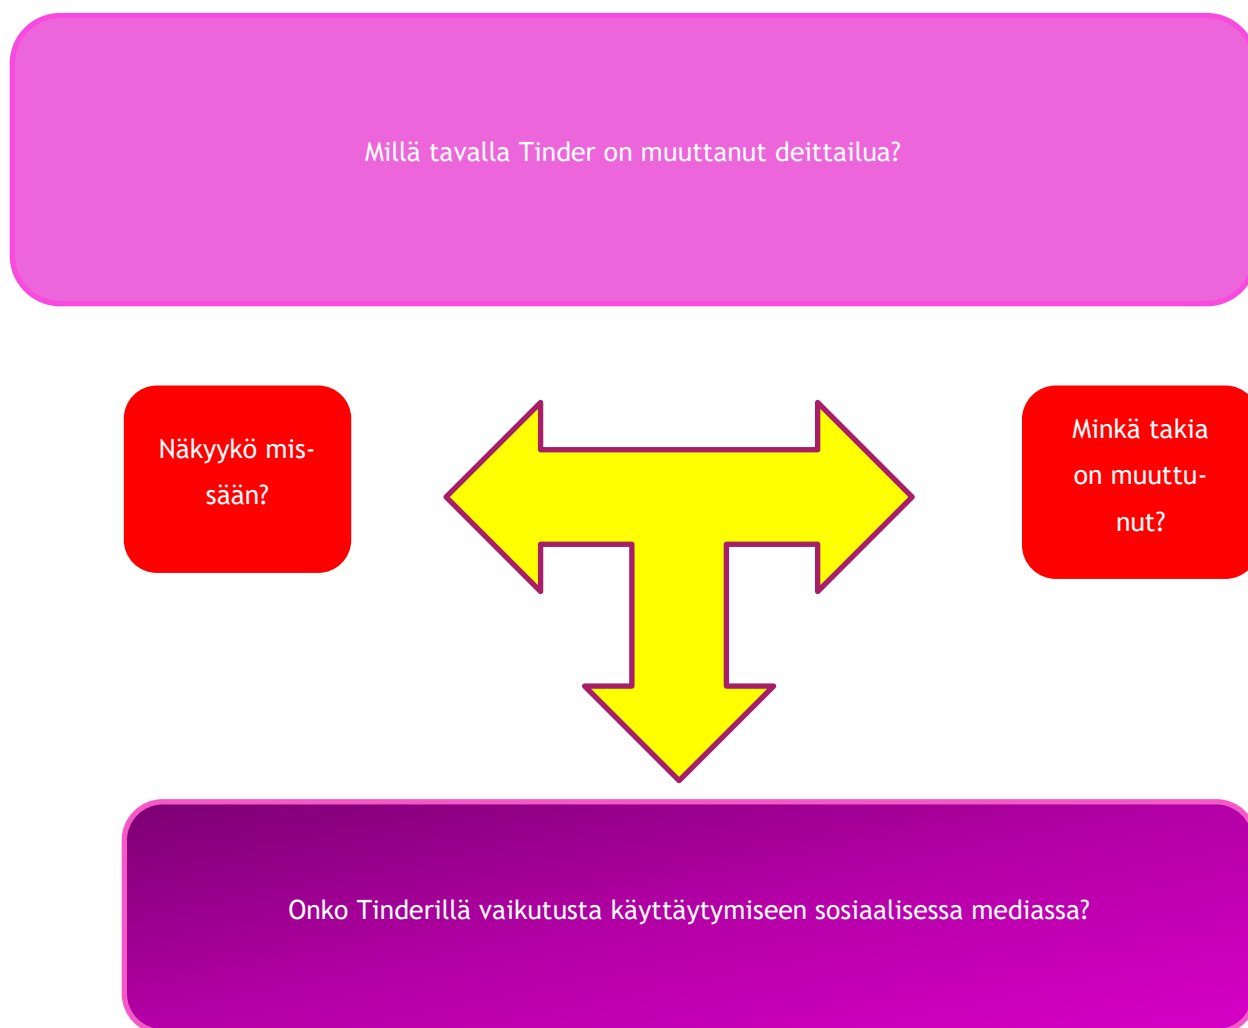 Millä tavalla Tinder on muuttanut deittailua?
Näkyykö mis-
sään?
Minkä takia
on muuttu-
nut?
Onko Tinderillä vaikutusta käyttäytymiseen sosiaalisessa mediassa?